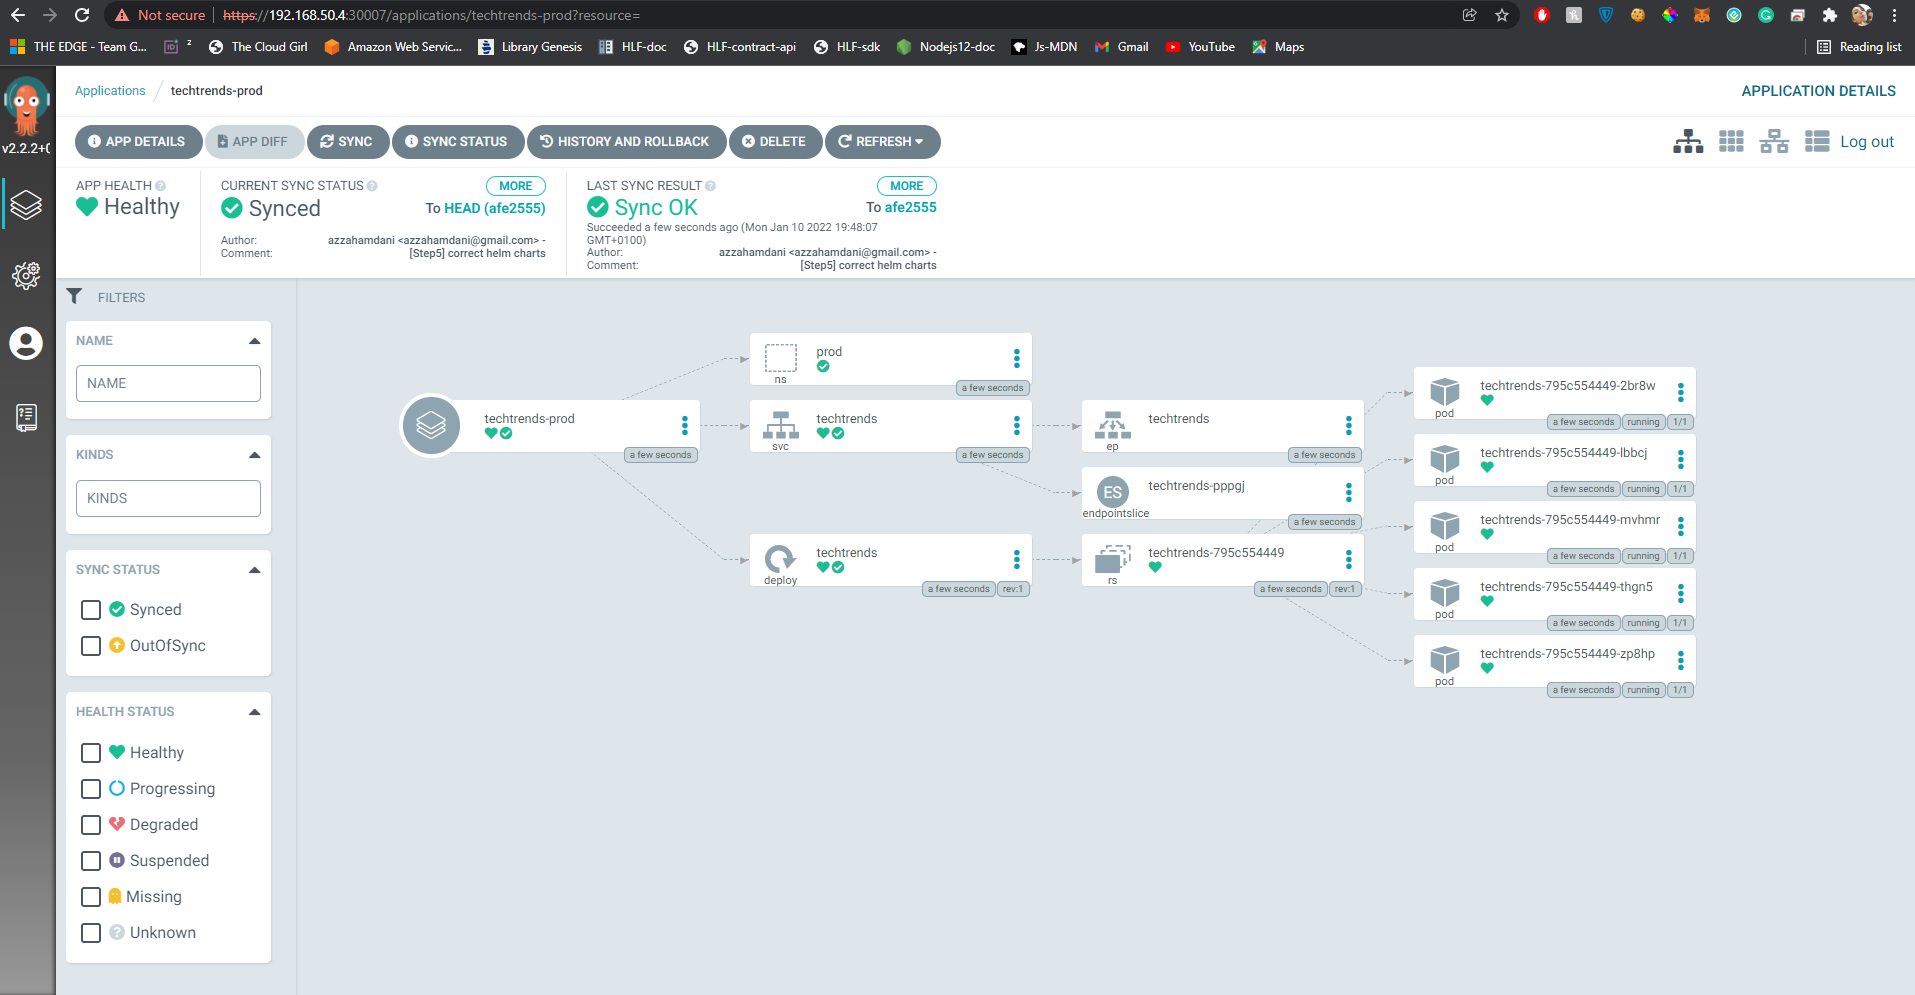 Not secure https://192.168.50.4:30007/applications/techtrends-prod?resource=
THE EDGE - Team G... 2 The Cloud Girl Amazon Web Servic... Library Genesis HLF-doc HLF-contract-api HLF-sdk Nodejs12-doc Js-MDN Gmail YouTube Maps Reading list
Applications / techtrends-prod APPLICATION DETAILS
v2.2.2+0
APP DETAILS APP DIFF SYNC SYNC STATUS HISTORY AND ROLLBACK DELETE REFRESH Log out
APP HEALTH
Healthy
CURRENT SYNC STATUS MORE
Synced To HEAD (afe2555)
Author: azzahamdani <azzahamdani@gmail.com> -
Comment: [Step5] correct helm charts
LAST SYNC RESULT MORE
Sync OK To afe2555
Succeeded a few seconds ago (Mon Jan 10 2022 19:48:07
GMT+0100)
Author: azzahamdani <azzahamdani@gmail.com> -
Comment: [Step5] correct helm charts
FILTERS
NAME
NAME
KINDS
KINDS
SYNC STATUS
Synced
OutOfSync
HEALTH STATUS
Healthy
Progressing
Degraded
Suspended
Missing
Unknown
techtrends-prod
a few seconds
prod
ns
a few seconds
techtrends
svc
a few seconds
techtrends
deploy
a few seconds rev:1
techtrends
ep
a few seconds
ES techtrends-pppgj
endpointslice
a few seconds
techtrends-795c554449
rs
a few seconds rev:1
techtrends-795c554449-2br8w
pod
a few seconds running 1/1
techtrends-795c554449-lbbcj
pod
a few seconds running 1/1
techtrends-795c554449-mvhmr
pod
a few seconds running 1/1
techtrends-795c554449-thgn5
pod
a few seconds running 1/1
techtrends-795c554449-zp8hp
pod
a few seconds running 1/1